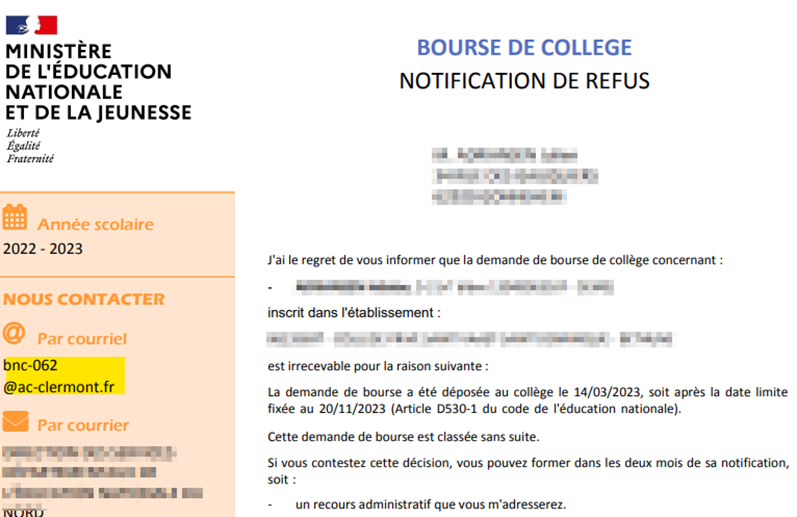 MINISTÈRE
DE L'ÉDUCATION
NATIONALE
ET DE LA JEUNESSE
Liberté
Égalité
Fraternité
BOURSE DE COLLEGE
NOTIFICATION DE REFUS
Année scolaire
2022 - 2023
NOUS CONTACTER
Par courriel
bnc-062
@ac-clermont.fr
Par courrier
NORD
J'ai le regret de vous informer que la demande de bourse de collège concernant :
-
inscrit dans l'établissement :
est irrecevable pour la raison suivante :
La demande de bourse a été déposée au collège le 14/03/2023, soit après la date limite
fixée au 20/11/2023 (Article D530-1 du code de l'éducation nationale).
Cette demande de bourse est classée sans suite.
Si vous contestez cette décision, vous pouvez former dans les deux mois de sa notification,
soit :
- un recours administratif que vous m'adresserez.